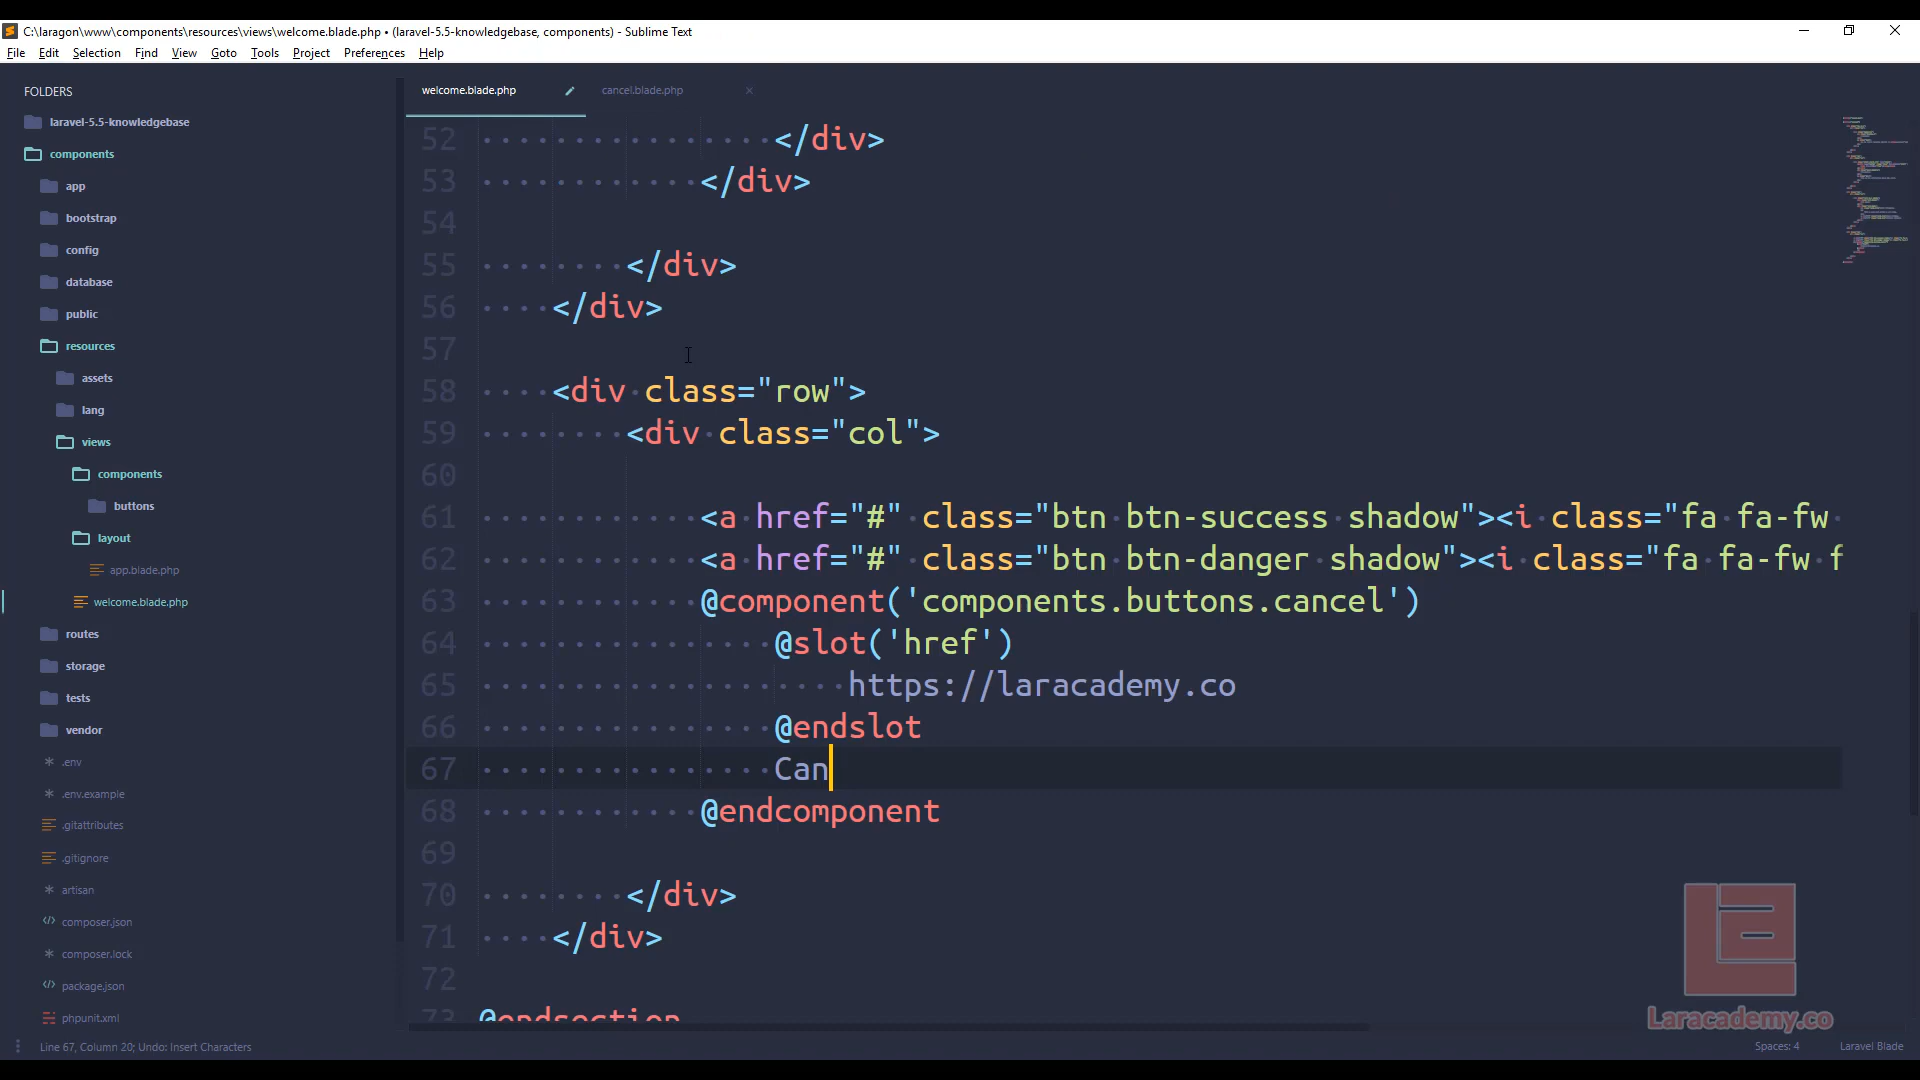 C:\laragon\www\components\resources\views\welcome.blade.php • (laravel-5.5-knowledgebase, components) - Sublime Text
File Edit Selection Find View Goto Tools Project Preferences Help
FOLDERS
laravel-5.5-knowledgebase
components
app
bootstrap
config
database
public
resources
assets
lang
views
components
buttons
layout
app.blade.php
welcome.blade.php
routes
storage
tests
vendor
.env
.env.example
.gitattributes
.gitignore
artisan
composer.json
composer.lock
package.json
phpunit.xml
welcome.blade.php cancel.blade.php
52 </div>
53 </div>
54
55 </div>
56 </div>
57
58 <div class="row">
59 <div class="col">
60
61 <a href="#" class="btn btn-success shadow"><i class="fa fa-fw
62 <a href="#" class="btn btn-danger shadow"><i class="fa fa-fw f
63 @component('components.buttons.cancel')
64 @slot('href')
65 https://laracademy.co
66 @endslot
67 Can
68 @endcomponent
69
70 </div>
71 </div>
72
73 @endsection
Laracademy.co
Line 67, Column 20; Undo: Insert Characters
Spaces: 4 Laravel Blade